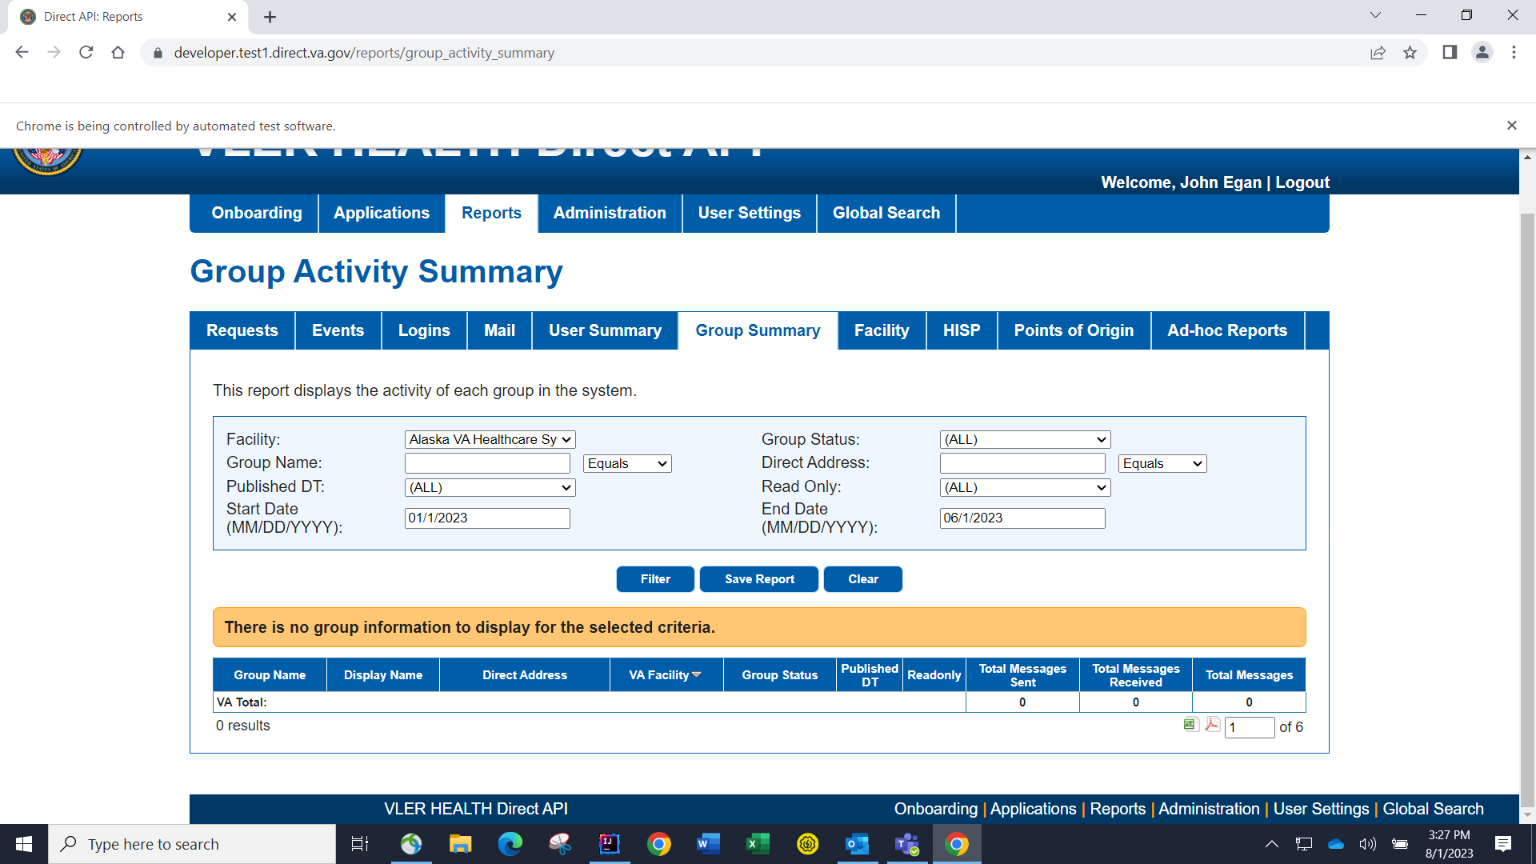 Direct API: Reports
developer.test1.direct.va.gov/reports/group_activity_summary
Chrome is being controlled by automated test software.
VLER HEALTH Direct API
Welcome, John Egan | Logout
Onboarding Applications Reports Administration User Settings Global Search
Group Activity Summary
Requests Events Logins Mail User Summary Group Summary Facility HISP Points of Origin Ad-hoc Reports
This report displays the activity of each group in the system.
Facility: Alaska VA Healthcare Sy Group Status: (ALL)
Group Name: Equals Direct Address: Equals
Published DT: (ALL) Read Only: (ALL)
Start Date (MM/DD/YYYY): 01/1/2023 End Date (MM/DD/YYYY): 06/1/2023
Filter Save Report Clear
There is no group information to display for the selected criteria.
Group Name Display Name Direct Address VA Facility Group Status Published DT Readonly Total Messages Sent Total Messages Received Total Messages
VA Total: 0 0 0
0 results 1 of 6
VLER HEALTH Direct API Onboarding | Applications | Reports | Administration | User Settings | Global Search
Type here to search
3:27 PM
8/1/2023